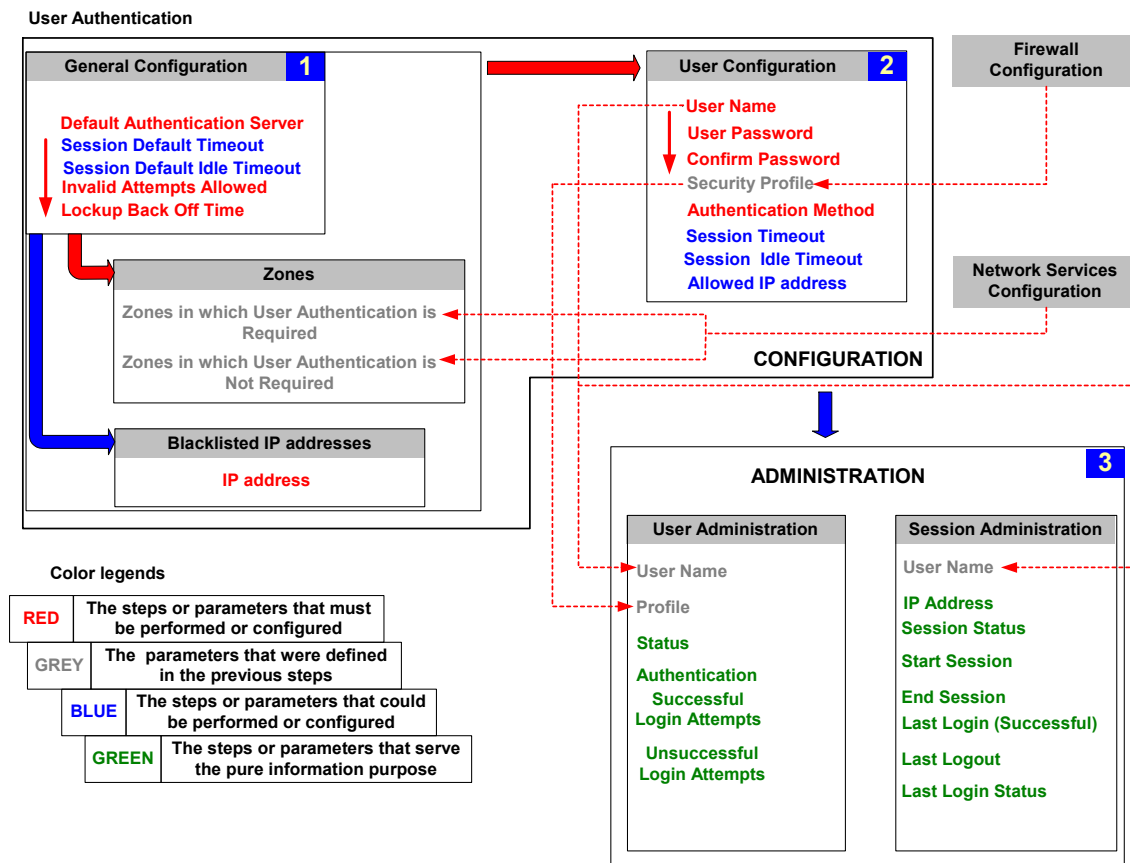 User Authentication
General Configuration
1
Default Authentication Server
Session Default Timeout
Session Default Idle Timeout
Invalid Attempts Allowed
Lockup Back Off Time
Zones
Zones in which User Authentication is
Required
Zones in which User Authentication is
Not Required
Blacklisted IP addresses
IP address
User Configuration
2
User Name
User Password
Confirm Password
Security Profile
Authentication Method
Session Timeout
Session Idle Timeout
Allowed IP address
CONFIGURATION
Firewall
Configuration
Network Services
Configuration
3
ADMINISTRATION
User Administration
User Name
Profile
Status
Authentication
Successful
Login Attempts
Unsuccessful
Login Attempts
Session Administration
User Name
IP Address
Session Status
Start Session
End Session
Last Login (Successful)
Last Logout
Last Login Status
Color legends
RED
The steps or parameters that must
be performed or configured
GREY
The parameters that were defined
in the previous steps
BLUE
The steps or parameters that could
be performed or configured
GREEN
The steps or parameters that serve
the pure information purpose